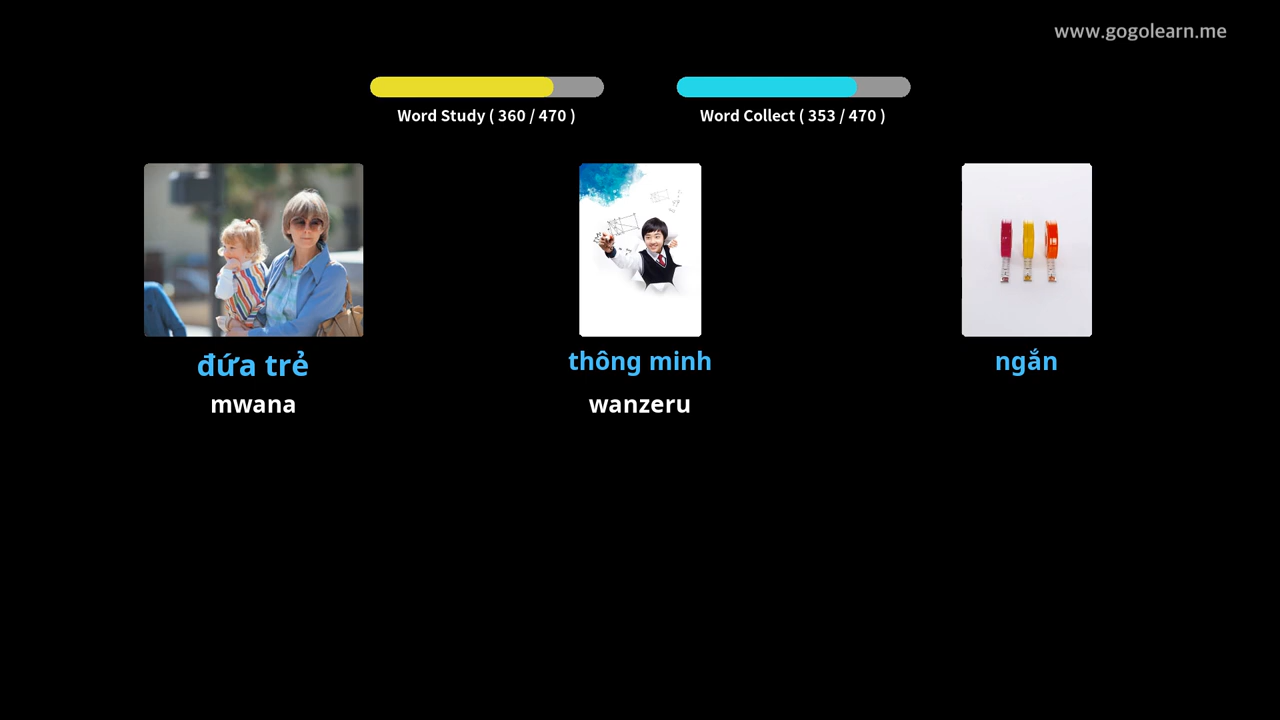 www.gogolearn.me
Word Study ( 360 / 470 )
Word Collect ( 353 / 470 )
đứa trẻ
thông minh
ngắn
mwana
wanzeru